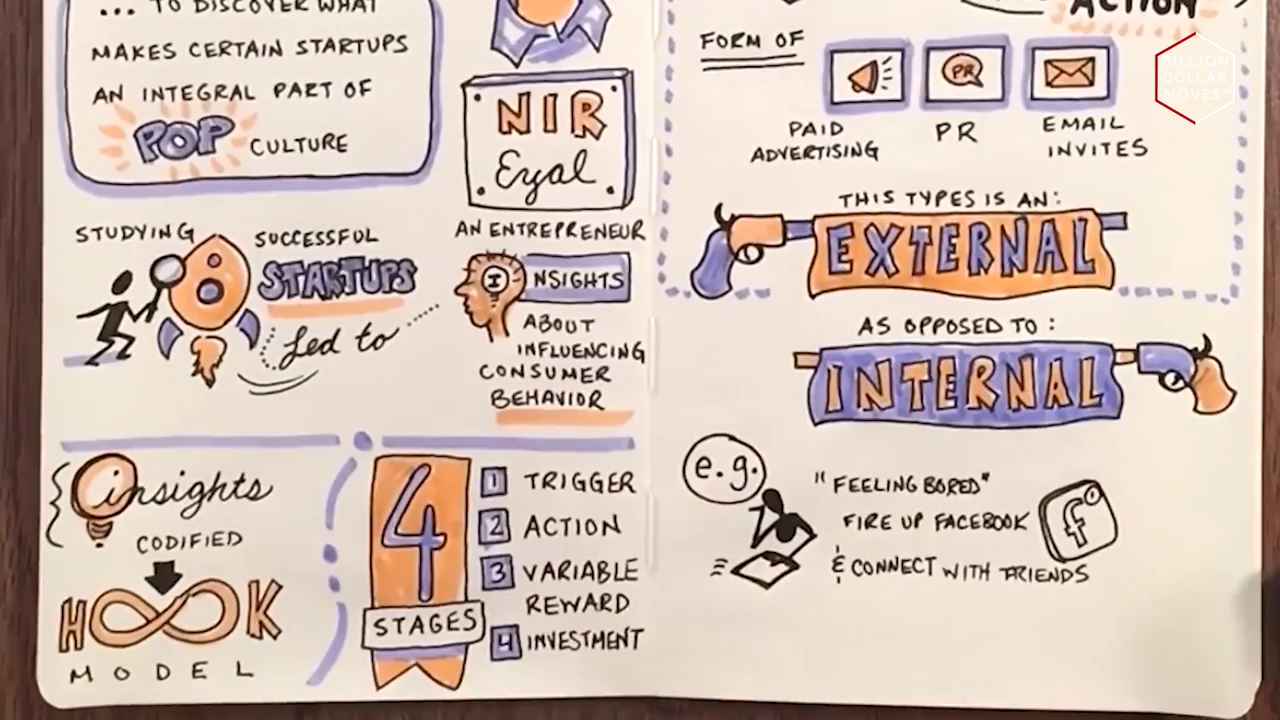 ... TO DISCOVER WHAT
MAKES CERTAIN STARTUPS
AN INTEGRAL PART OF
POP CULTURE
NIR
Eyal
AN ENTREPRENEUR
STUDYING
SUCCESSFUL
STARTUPS
Led to
INSIGHTS
ABOUT
INFLUENCING
CONSUMER
BEHAVIOR
insights
CODIFIED
HOOK
MODEL
4
STAGES
1 TRIGGER
2 ACTION
3 VARIABLE
REWARD
4 INVESTMENT
ACTION
FORM OF
PR
PAID
ADVERTISING
PR
EMAIL
INVITES
THIS TYPES IS AN:
EXTERNAL
AS OPPOSED TO:
INTERNAL
e.g.
"FEELING BORED"
FIRE UP FACEBOOK
f
& CONNECT WITH FRIENDS
BILLION
DOLLAR
MOVES™